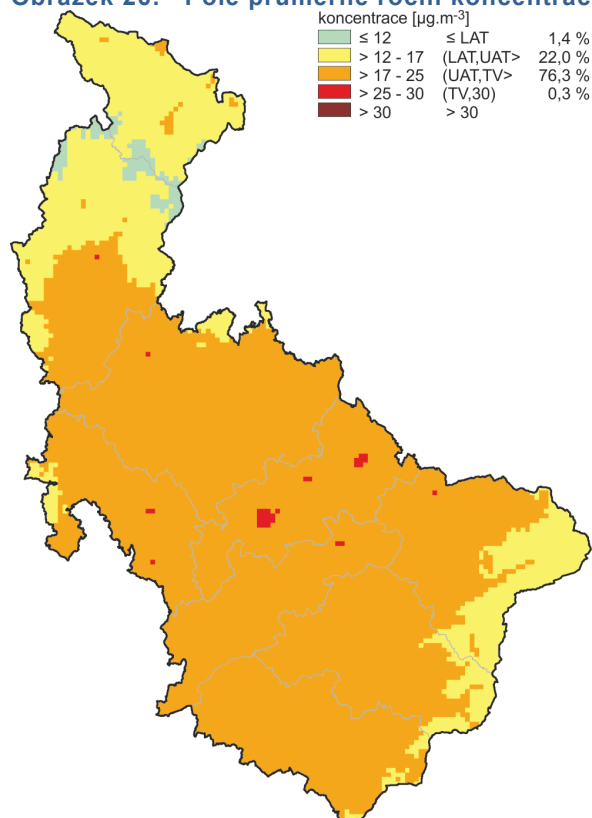 Obrázek 26. Pole průměrné roční koncentrac
koncentrace [µg.m-3]
≤ 12 ≤ LAT 1,4 %
> 12 - 17 (LAT,UAT> 22,0 %
> 17 - 25 (UAT,TV> 76,3 %
> 25 - 30 (TV,30) 0,3 %
> 30 > 30